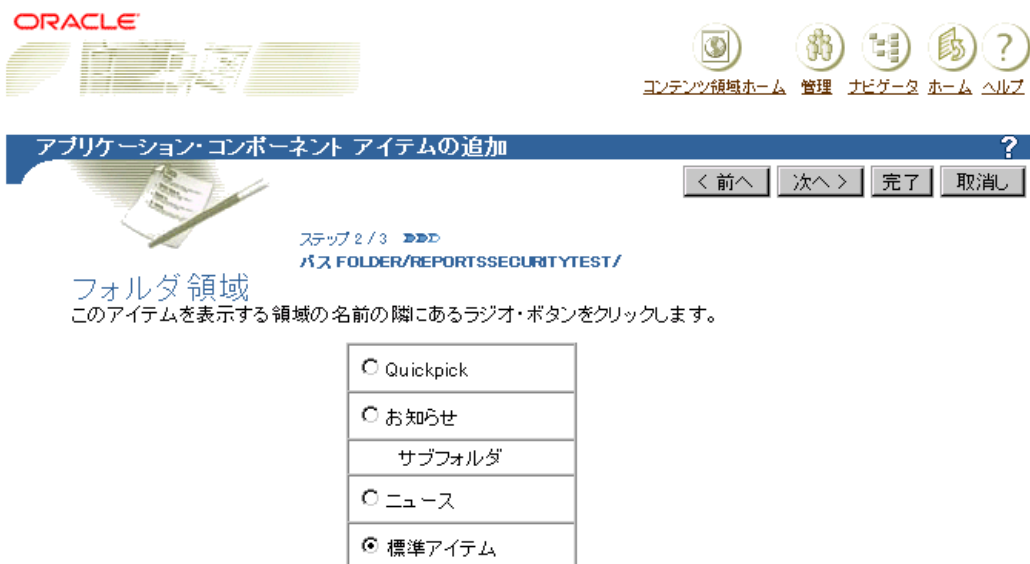 ORACLE
コンテンツ領域ホーム 管理 ナビゲータ ホーム ヘルプ
アプリケーション・コンポーネント アイテムの追加 ?
< 前へ 次へ > 完了 取消し
ステップ 2 / 3
パス FOLDER/REPORTSSECURITYTEST/
フォルダ領域
このアイテムを表示する領域の名前の隣にあるラジオ・ボタンをクリックします。
Quickpick
お知らせ
サブフォルダ
ニュース
標準アイテム